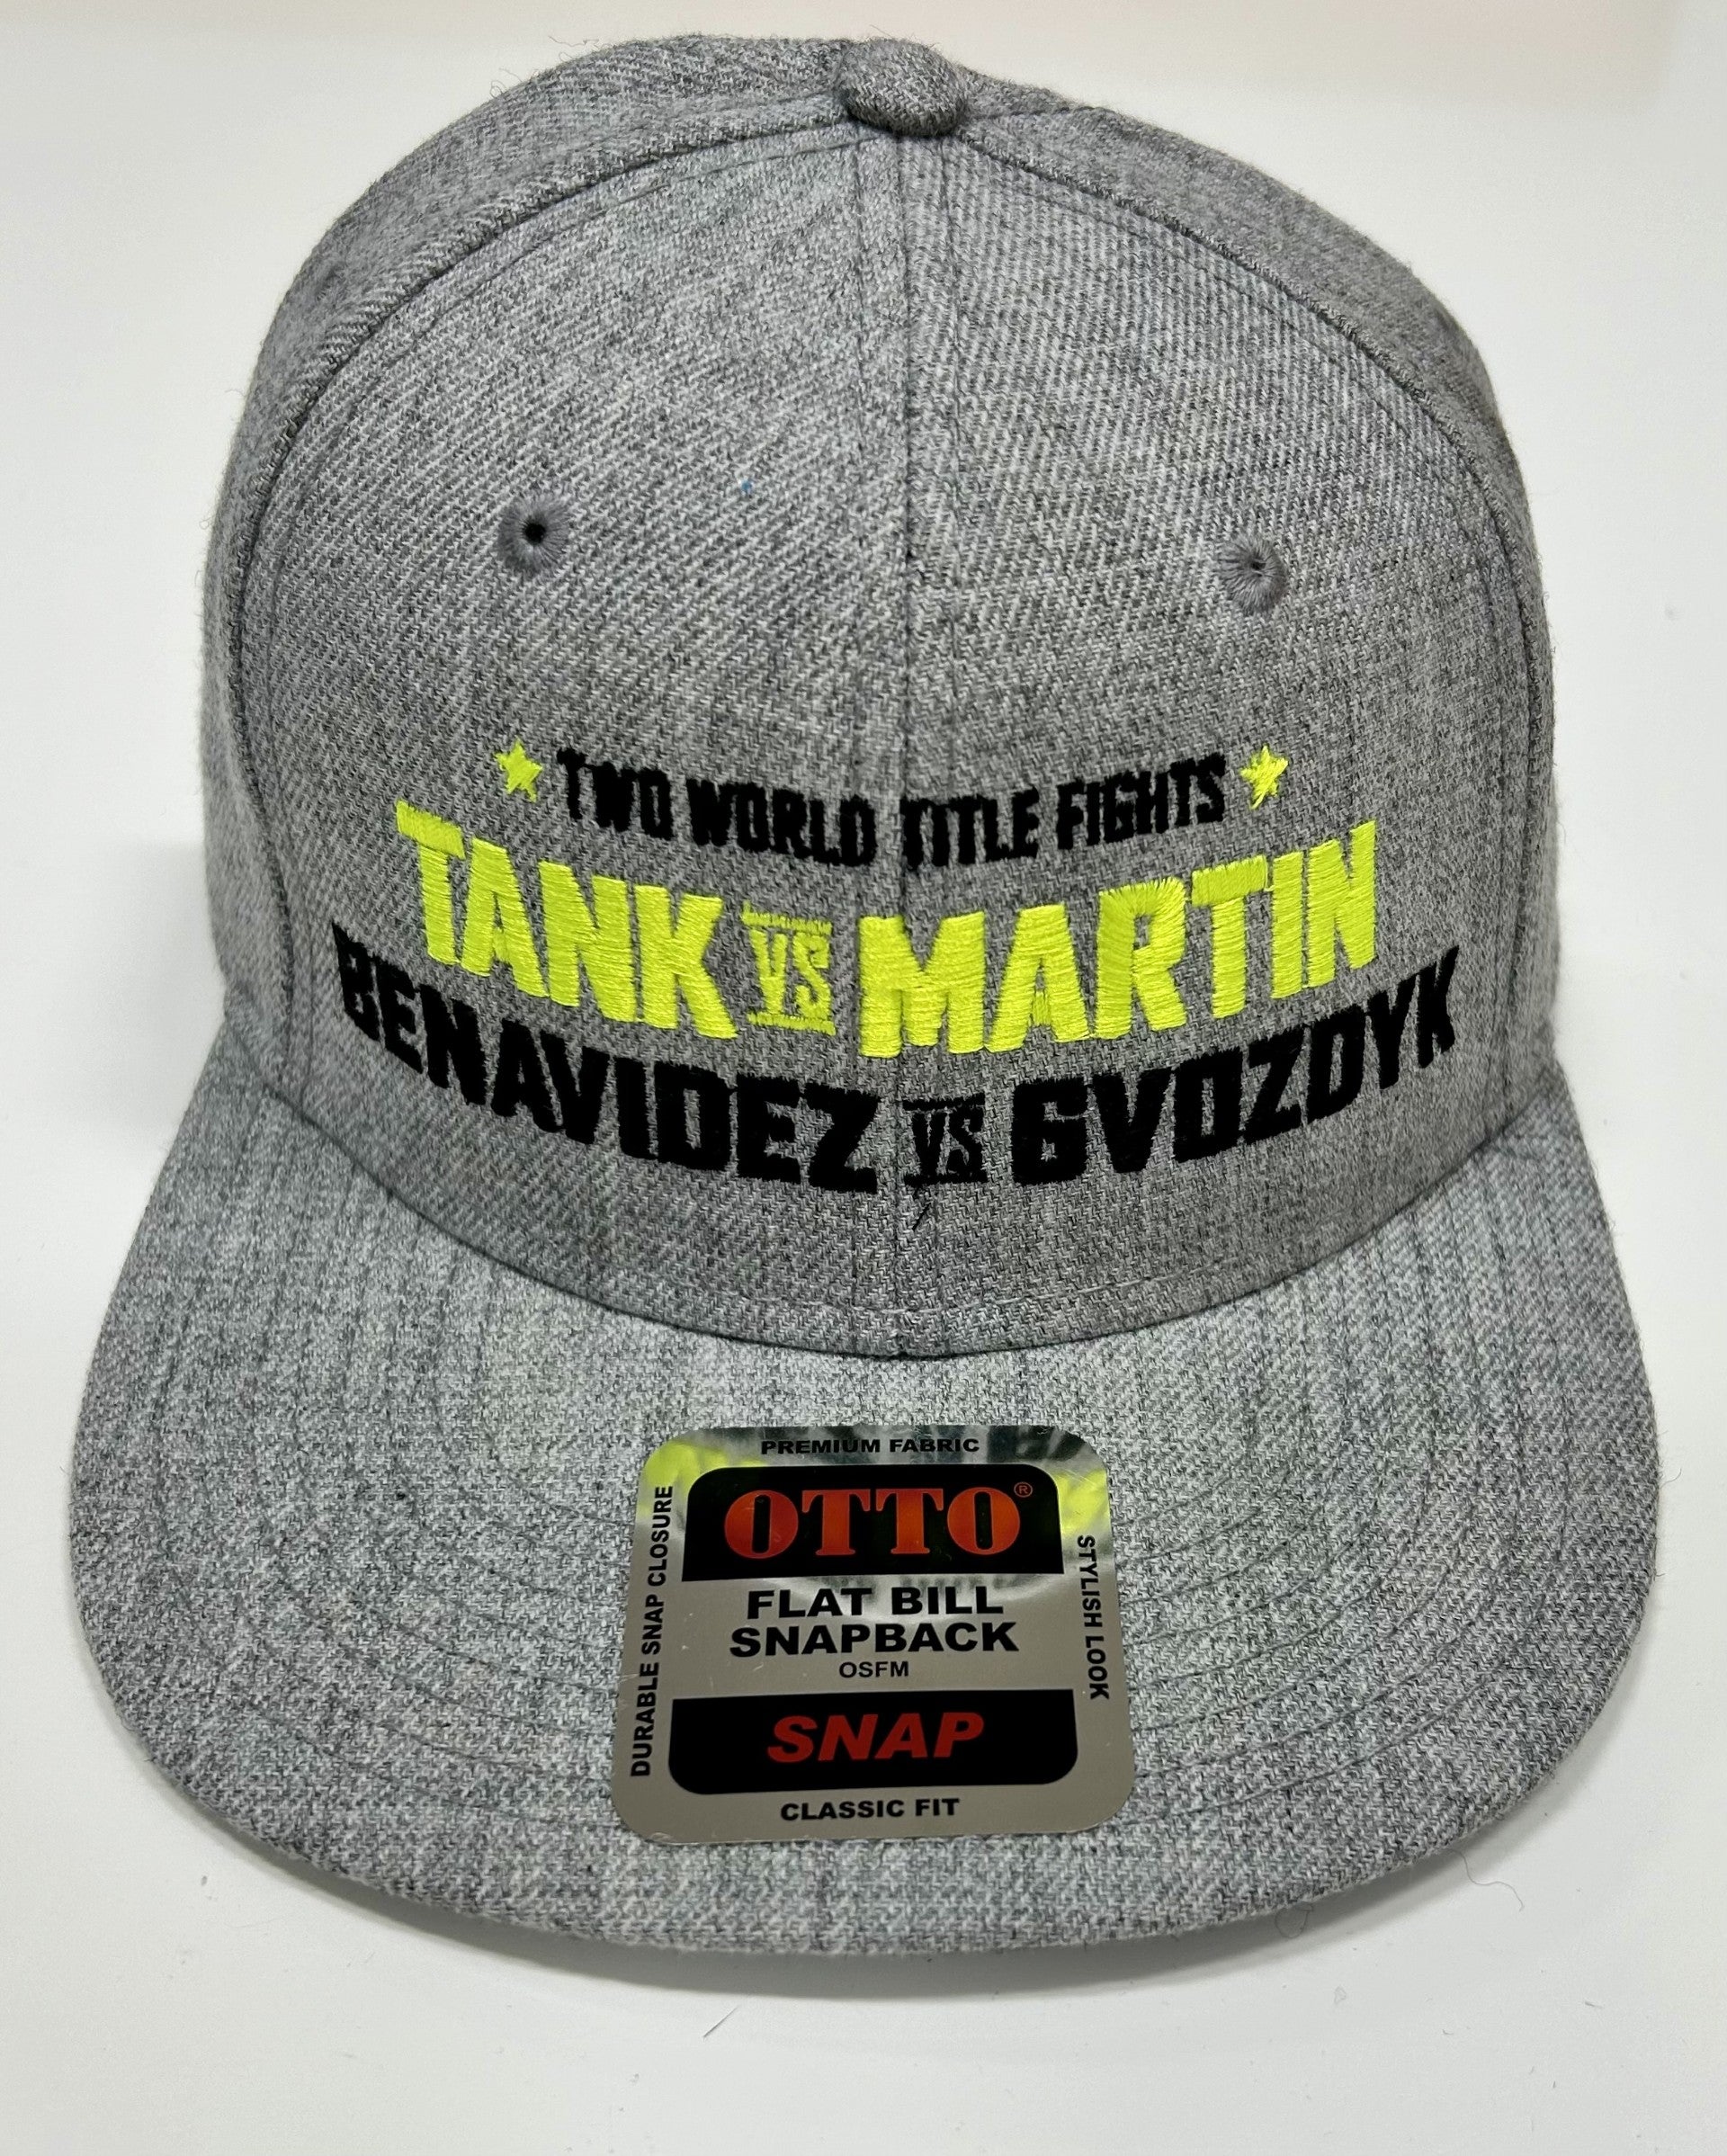 TWO WORLD TITLE FIGHTS
TANK VS MARTIN
BENAVIDEZ VS GVOZDYK
PREMIUM FABRIC
OTTO®
DURABLE SNAP CLOSURE
STYLISH LOOK
FLAT BILL
SNAPBACK
OSFM
SNAP
CLASSIC FIT